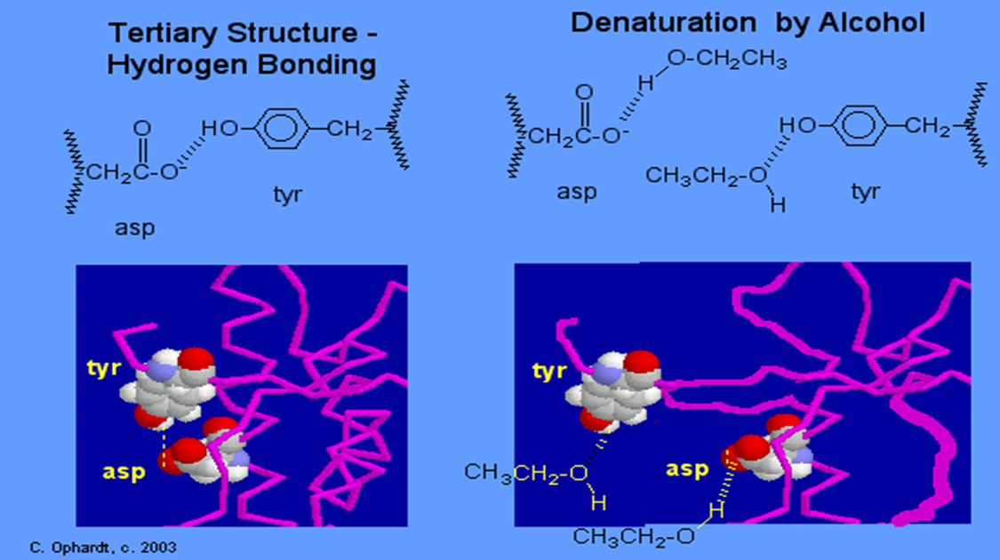 Tertiary Structure -
Hydrogen Bonding
O
HO
CH2
CH2C-O-
tyr
asp
Denaturation by Alcohol
O-CH2CH3
H
O
CH2C-O-
HO
CH2
asp
CH3CH2-O
H
tyr
tyr
asp
tyr
asp
CH3CH2-O
H
H
CH3CH2-O
C. Ophardt, c. 2003